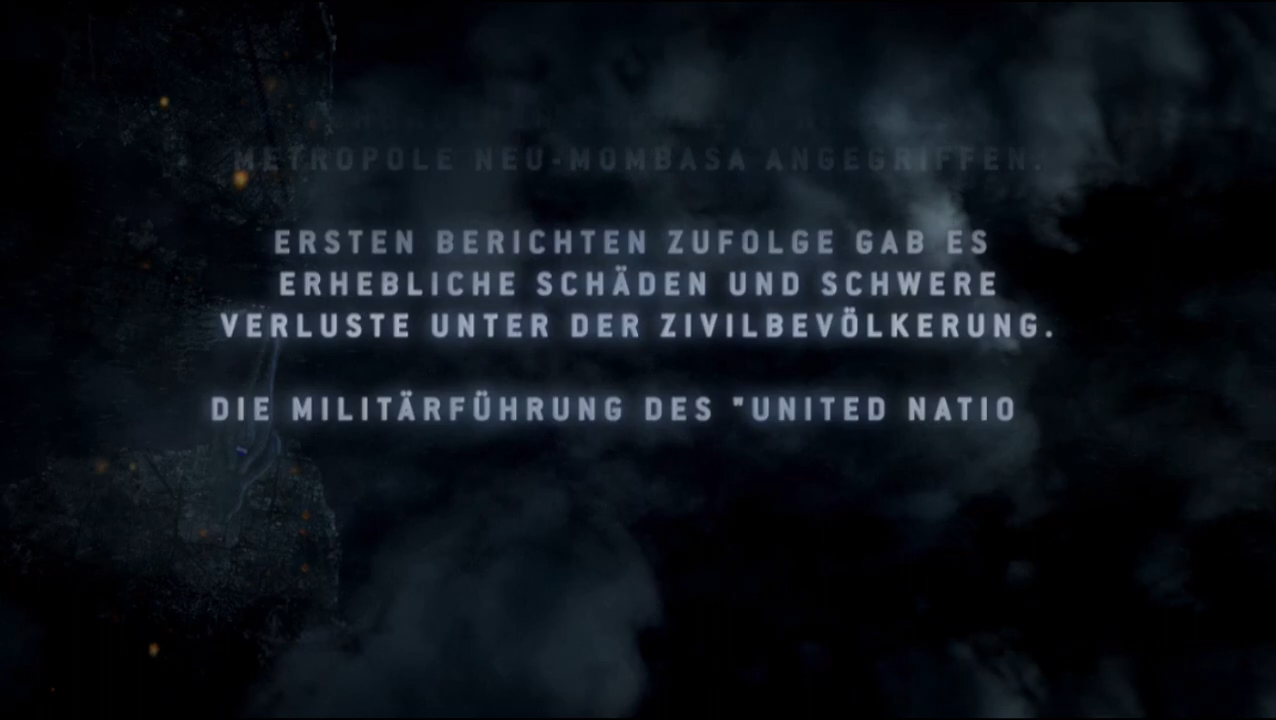 METROPOLE NEU-MOMBASA ANGEGRIFFEN.
ERSTEN BERICHTEN ZUFOLGE GAB ES
ERHEBLICHE SCHÄDEN UND SCHWERE
VERLUSTE UNTER DER ZIVILBEVÖLKERUNG.
DIE MILITÄRFÜHRUNG DES "UNITED NATIO